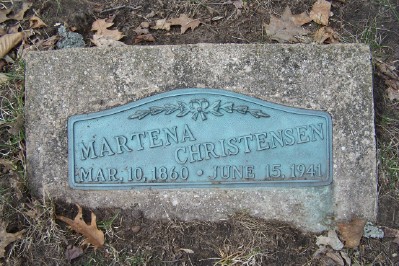 MARTENA
CHRISTENSEN
MAR. 10, 1860 · JUNE 15, 1941